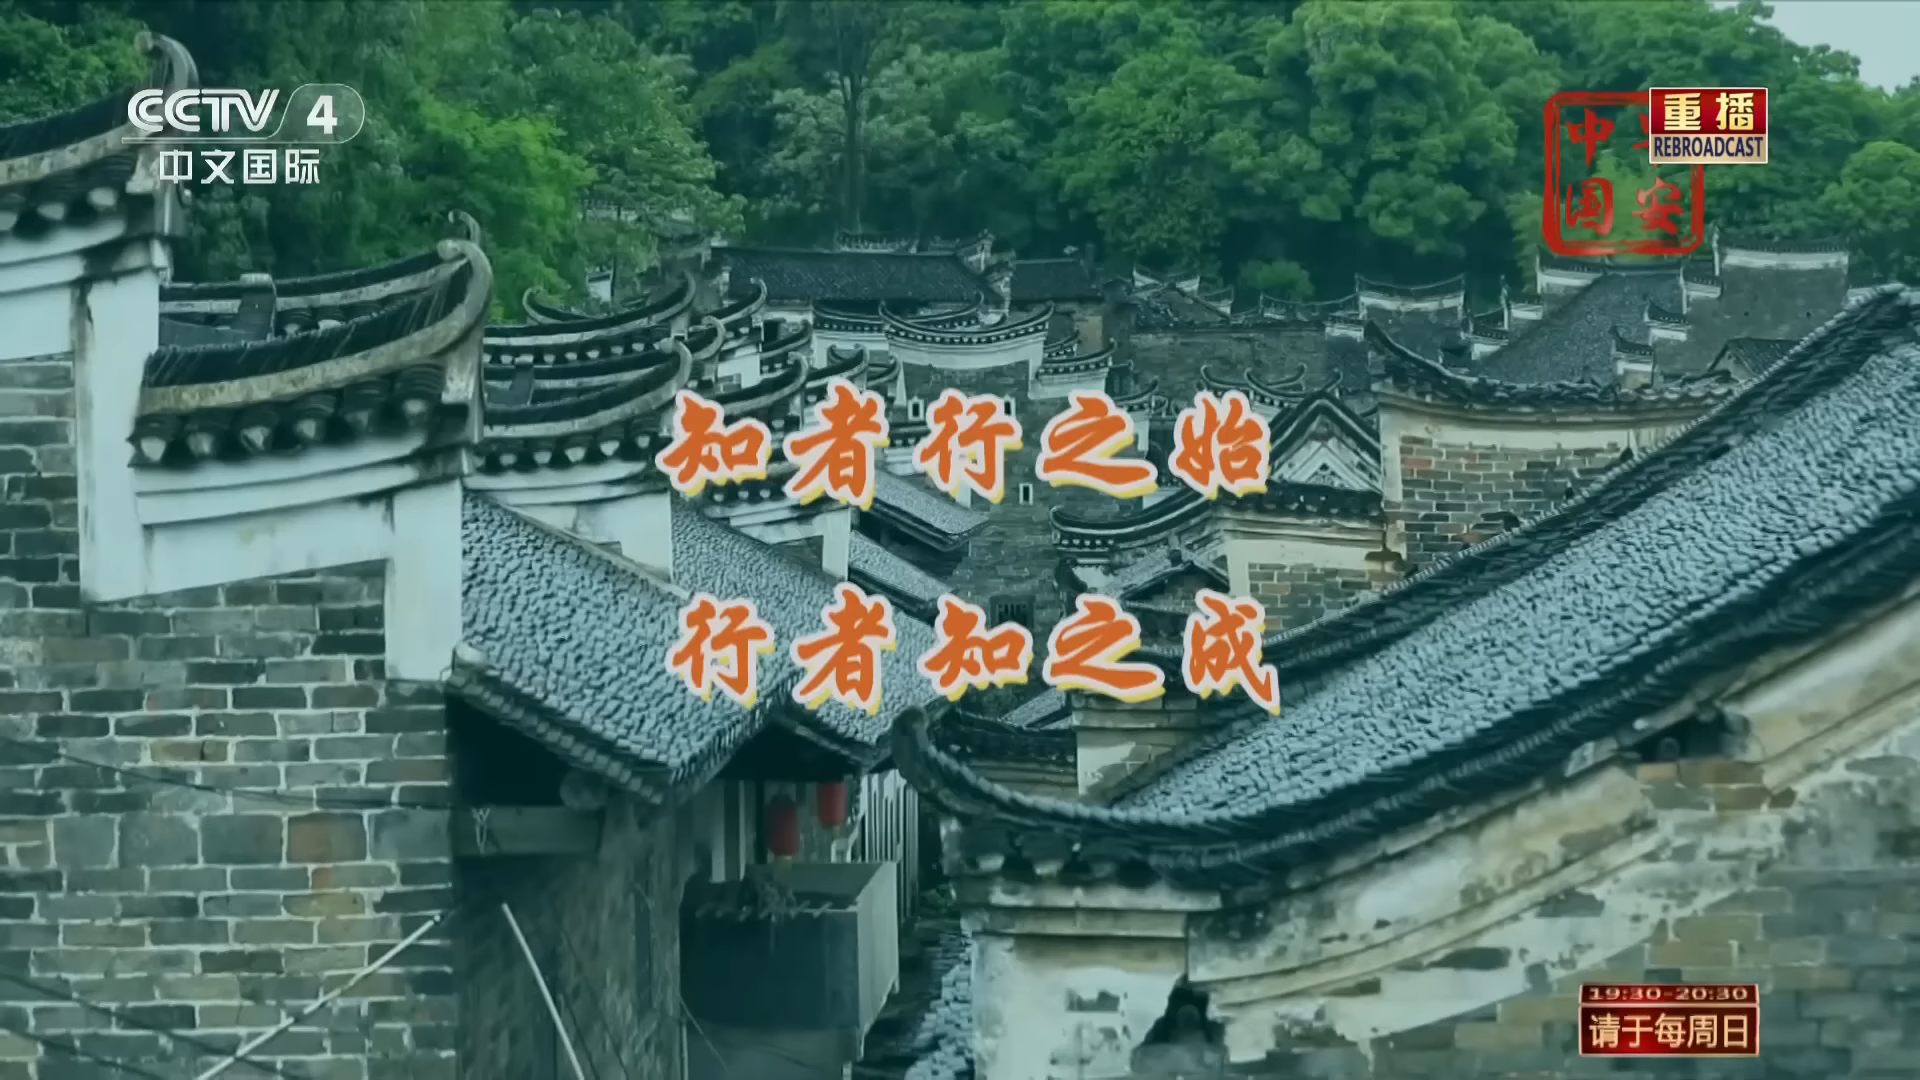 CCTV 4
中文国际
重播
REBROADCAST
中
国安
知者行之始
行者知之成
19:30-20:30
请于每周日